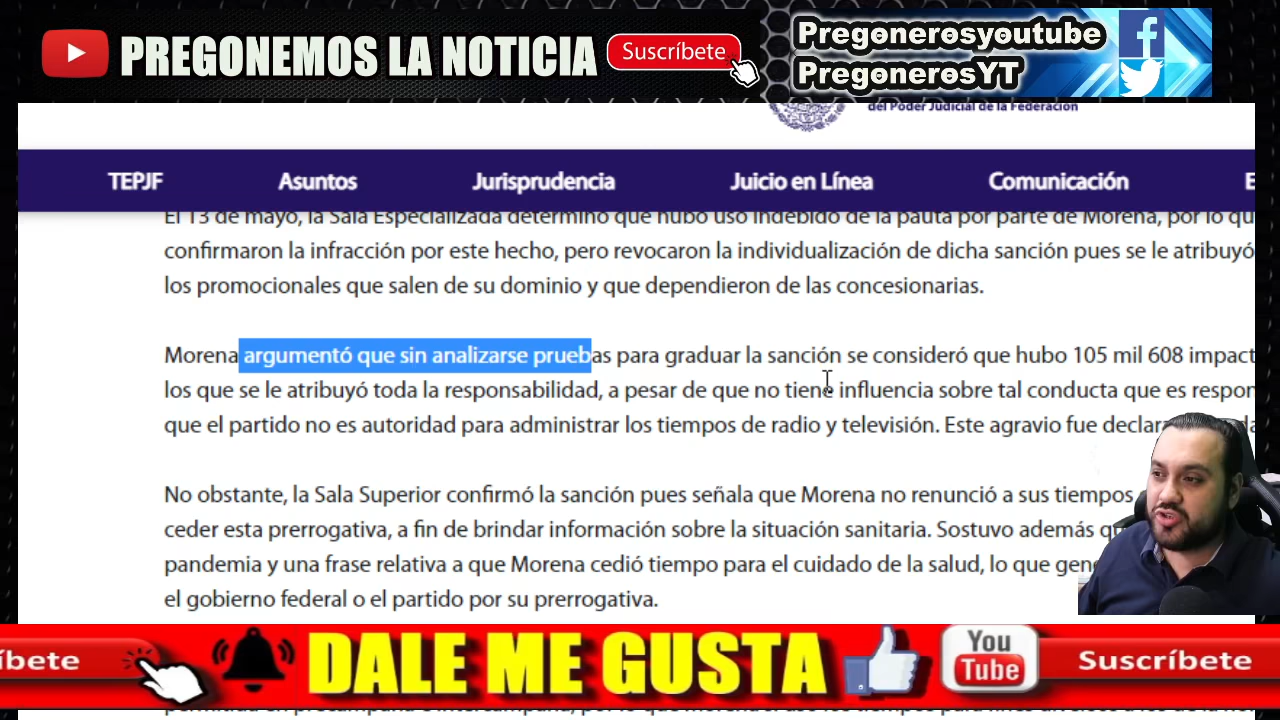 PREGONEMOS LA NOTICIA
Suscríbete
Pregonerosyoutube
PregonerosYT
del Poder Judicial de la Federación
TEPJF
Asuntos
Jurisprudencia
Juicio en Línea
Comunicación
E
El 13 de mayo, la Sala Especializada determinó que hubo uso indebido de la pauta por parte de Morena, por lo qu
confirmaron la infracción por este hecho, pero revocaron la individualización de dicha sanción pues se le atribuyó
los promocionales que salen de su dominio y que dependieron de las concesionarias.
Morena argumentó que sin analizarse pruebas para graduar la sanción se consideró que hubo 105 mil 608 impact
los que se le atribuyó toda la responsabilidad, a pesar de que no tiene influencia sobre tal conducta que es respon
que el partido no es autoridad para administrar los tiempos de radio y televisión. Este agravio fue declara
No obstante, la Sala Superior confirmó la sanción pues señala que Morena no renunció a sus tiempos
ceder esta prerrogativa, a fin de brindar información sobre la situación sanitaria. Sostuvo además qu
pandemia y una frase relativa a que Morena cedió tiempo para el cuidado de la salud, lo que gen
el gobierno federal o el partido por su prerrogativa.
íbete
DALE ME GUSTA
You
Tube
Suscríbete